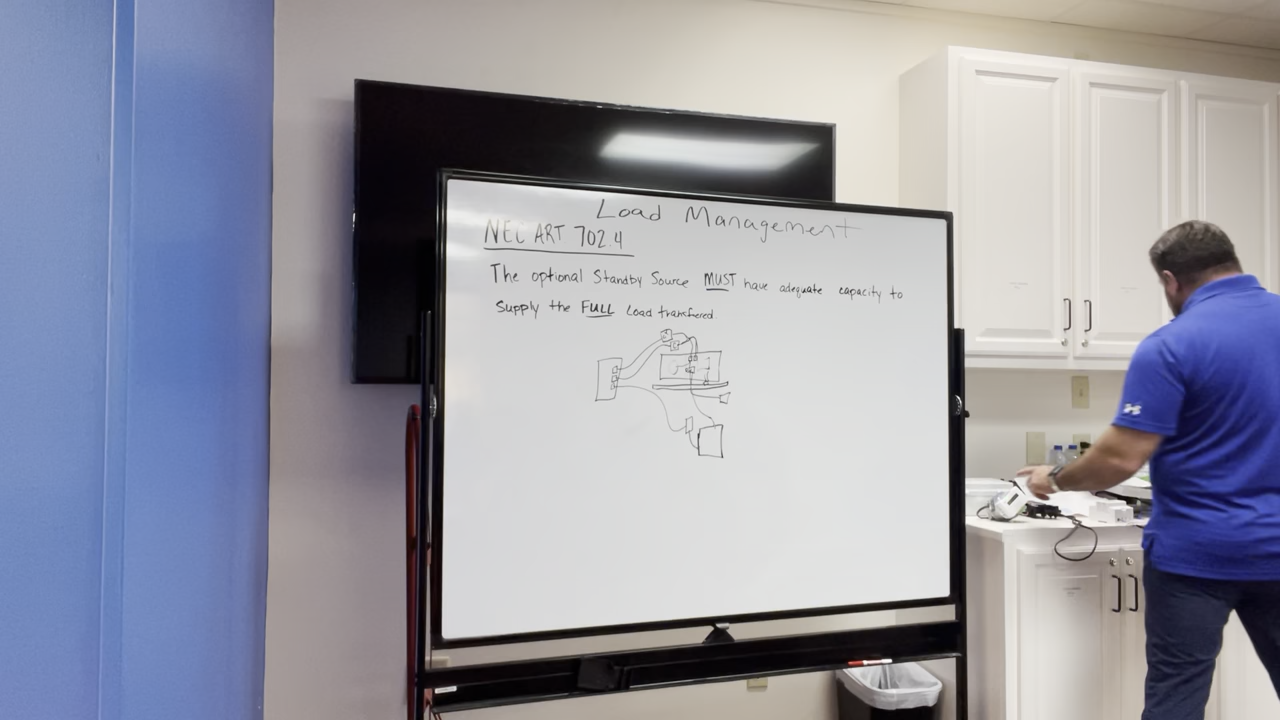 Load Management
NEC ART 702.4
The optional Standby Source MUST have adequate capacity to
Supply the FULL Load transfered.